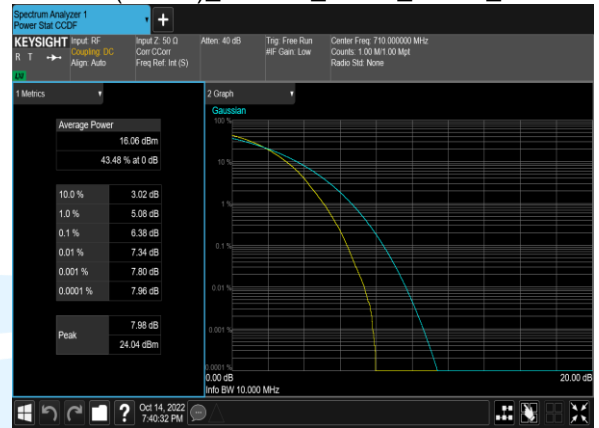 Spectrum Analyzer 1
Power Stat CCDF
+
KEYSIGHT
R T
LXI
Input: RF
Coupling: DC
Align: Auto
Input Z: 50 Ω
Corr CCorr
Freq Ref: Int (S)
Atten: 40 dB
Trig: Free Run
#IF Gain: Low
Center Freq: 710.000000 MHz
Counts: 1.00 M/1.00 Mpt
Radio Std: None
1 Metrics
Average Power
16.06 dBm
43.48 % at 0 dB
10.0 % 3.02 dB
1.0 % 5.08 dB
0.1 % 6.38 dB
0.01 % 7.34 dB
0.001 % 7.80 dB
0.0001 % 7.96 dB
Peak
7.98 dB
24.04 dBm
2 Graph
Gaussian
100 %
10 %
1 %
0.1 %
0.01 %
0.001 %
0.0001 %
0.00 dB
20.00 dB
Info BW 10.000 MHz
?
Oct 14, 2022
7:40:32 PM